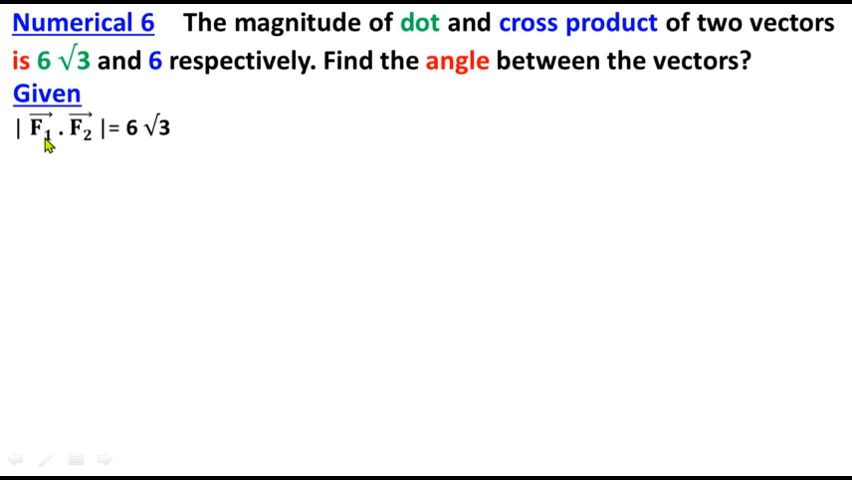 Numerical 6 The magnitude of dot and cross product of two vectors
is 6 √3 and 6 respectively. Find the angle between the vectors?
Given
| F₁ . F₂ |= 6 √3